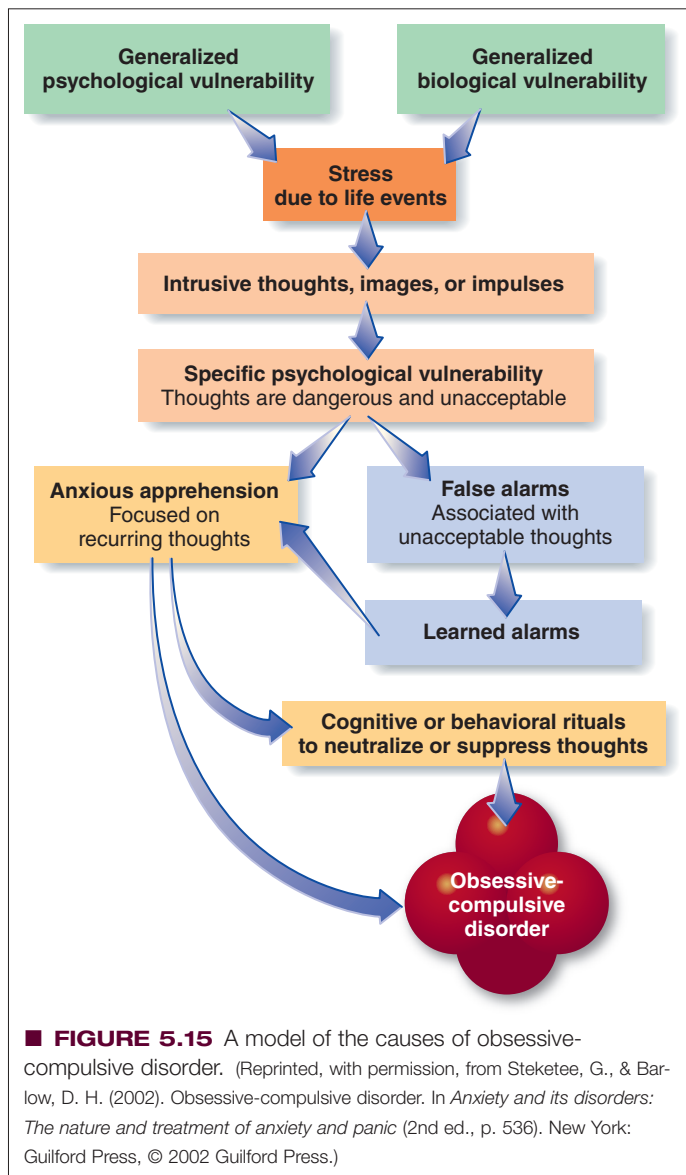 Generalized
psychological vulnerability
Generalized
biological vulnerability
Stress
due to life events
Intrusive thoughts, images, or impulses
Specific psychological vulnerability
Thoughts are dangerous and unacceptable
Anxious apprehension
Focused on
recurring thoughts
False alarms
Associated with
unacceptable thoughts
Learned alarms
Cognitive or behavioral rituals
to neutralize or suppress thoughts
Obsessive-
compulsive
disorder
■ FIGURE 5.15 A model of the causes of obsessive-
compulsive disorder. (Reprinted, with permission, from Steketee, G., & Bar-
low, D. H. (2002). Obsessive-compulsive disorder. In Anxiety and its disorders:
The nature and treatment of anxiety and panic (2nd ed., p. 536). New York:
Guilford Press, © 2002 Guilford Press.)